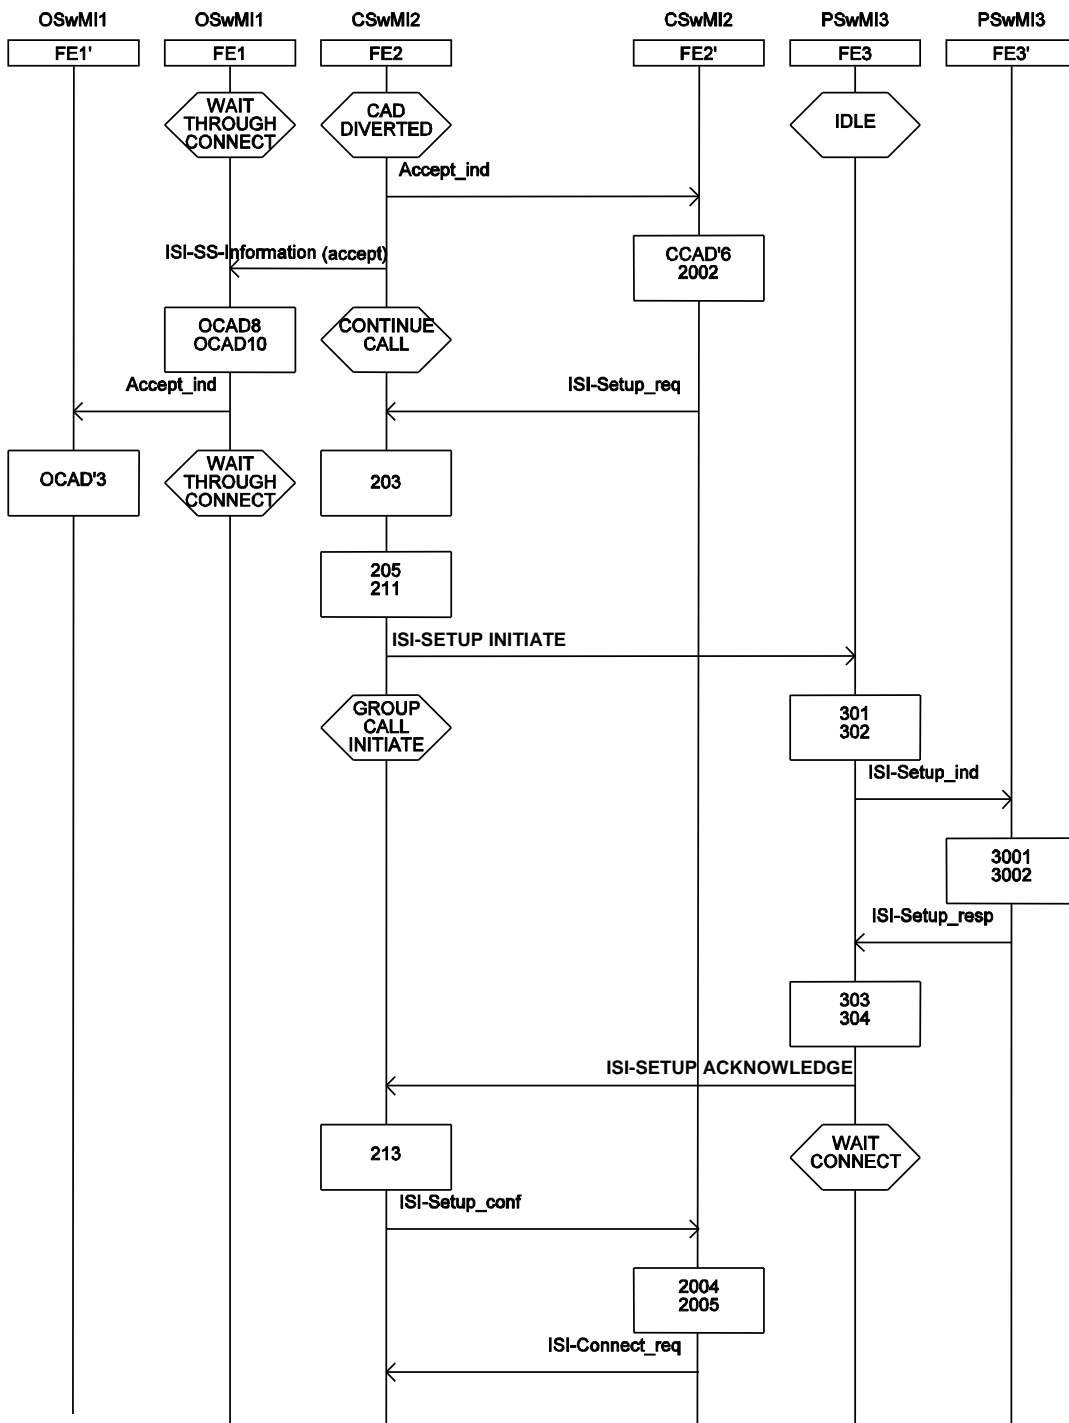 OSwMI1 OSwMI1 CSwMI2 CSwMI2 PSwMI3 PSwMI3
FE1' FE1 FE2 FE2' FE3 FE3'
WAIT
THROUGH
CONNECT
CAD
DIVERTED
IDLE
Accept_ind
ISI-SS-Information (accept)
CCAD'6
2002
OCAD8
OCAD10
CONTINUE
CALL
Accept_ind
ISI-Setup_req
OCAD'3
WAIT
THROUGH
CONNECT
203
205
211
ISI-SETUP INITIATE
GROUP
CALL
INITIATE
301
302
ISI-Setup_ind
3001
3002
ISI-Setup_resp
303
304
ISI-SETUP ACKNOWLEDGE
213
WAIT
CONNECT
ISI-Setup_conf
2004
2005
ISI-Connect_req